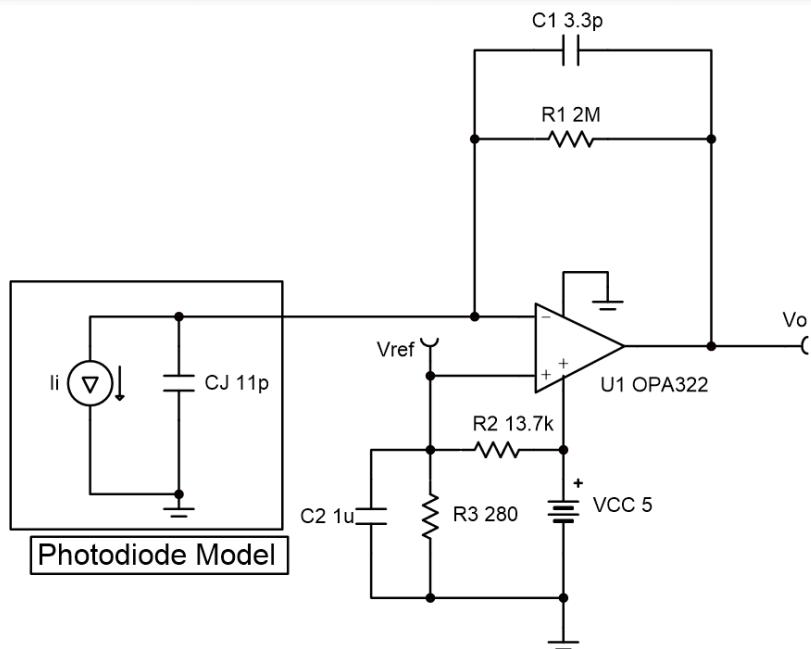 C1 3.3p
R1 2M
Vo
Vref
−
+
+
Ii
CJ 11p
U1 OPA322
R2 13.7k
+
C2 1u
R3 280
VCC 5
Photodiode Model